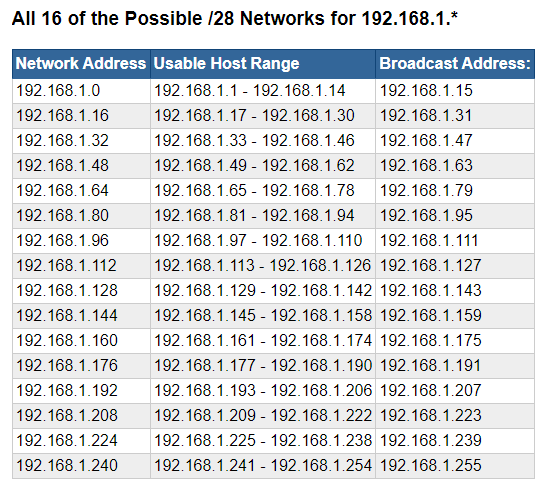 All 16 of the Possible /28 Networks for 192.168.1.*
Network Address Usable Host Range Broadcast Address:
192.168.1.0 192.168.1.1 - 192.168.1.14 192.168.1.15
192.168.1.16 192.168.1.17 - 192.168.1.30 192.168.1.31
192.168.1.32 192.168.1.33 - 192.168.1.46 192.168.1.47
192.168.1.48 192.168.1.49 - 192.168.1.62 192.168.1.63
192.168.1.64 192.168.1.65 - 192.168.1.78 192.168.1.79
192.168.1.80 192.168.1.81 - 192.168.1.94 192.168.1.95
192.168.1.96 192.168.1.97 - 192.168.1.110 192.168.1.111
192.168.1.112 192.168.1.113 - 192.168.1.126 192.168.1.127
192.168.1.128 192.168.1.129 - 192.168.1.142 192.168.1.143
192.168.1.144 192.168.1.145 - 192.168.1.158 192.168.1.159
192.168.1.160 192.168.1.161 - 192.168.1.174 192.168.1.175
192.168.1.176 192.168.1.177 - 192.168.1.190 192.168.1.191
192.168.1.192 192.168.1.193 - 192.168.1.206 192.168.1.207
192.168.1.208 192.168.1.209 - 192.168.1.222 192.168.1.223
192.168.1.224 192.168.1.225 - 192.168.1.238 192.168.1.239
192.168.1.240 192.168.1.241 - 192.168.1.254 192.168.1.255